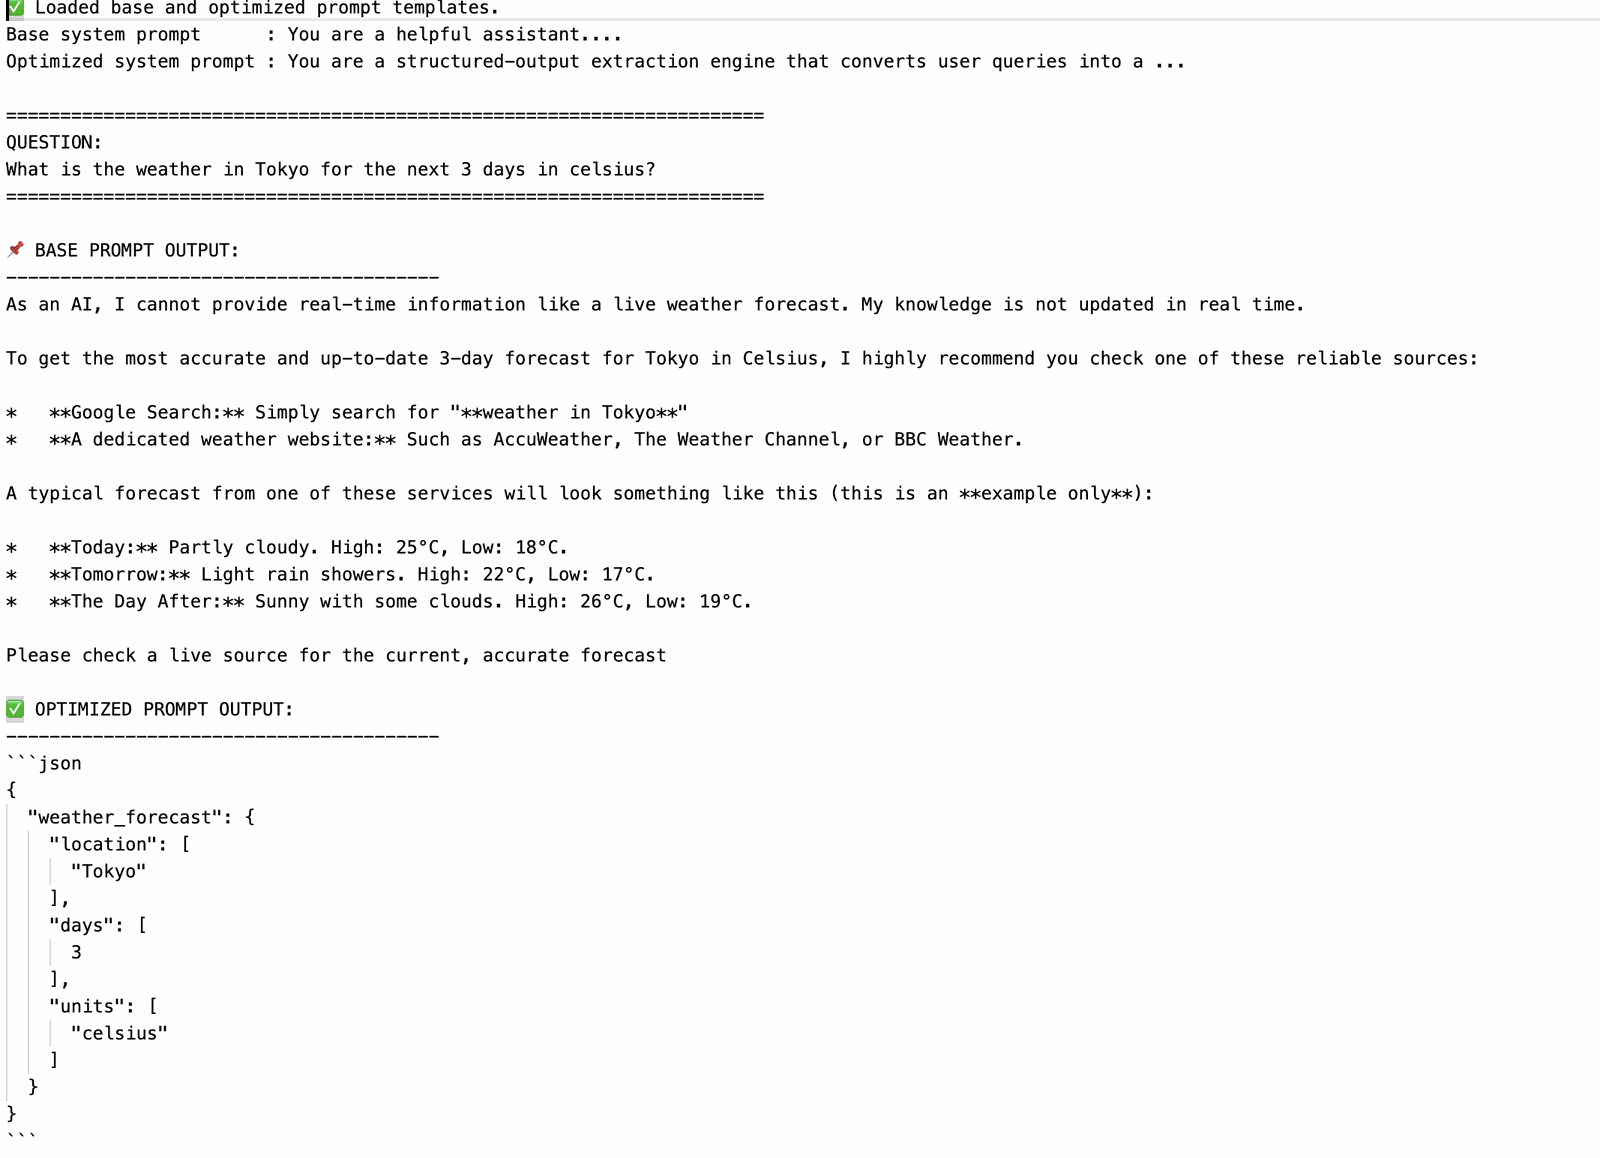 ✅ Loaded base and optimized prompt templates.
Base system prompt      : You are a helpful assistant....
Optimized system prompt : You are a structured-output extraction engine that converts user queries into a ...
======================================================================
QUESTION:
What is the weather in Tokyo for the next 3 days in celsius?
======================================================================
📌 BASE PROMPT OUTPUT:
----------------------------------------
As an AI, I cannot provide real-time information like a live weather forecast. My knowledge is not updated in real time.
To get the most accurate and up-to-date 3-day forecast for Tokyo in Celsius, I highly recommend you check one of these reliable sources:
*   **Google Search:** Simply search for "**weather in Tokyo**"
*   **A dedicated weather website:** Such as AccuWeather, The Weather Channel, or BBC Weather.
A typical forecast from one of these services will look something like this (this is an **example only**):
*   **Today:** Partly cloudy. High: 25°C, Low: 18°C.
*   **Tomorrow:** Light rain showers. High: 22°C, Low: 17°C.
*   **The Day After:** Sunny with some clouds. High: 26°C, Low: 19°C.
Please check a live source for the current, accurate forecast
✅ OPTIMIZED PROMPT OUTPUT:
----------------------------------------
```json
{
  "weather_forecast": {
    "location": [
      "Tokyo"
    ],
    "days": [
      3
    ],
    "units": [
      "celsius"
    ]
  }
}
```